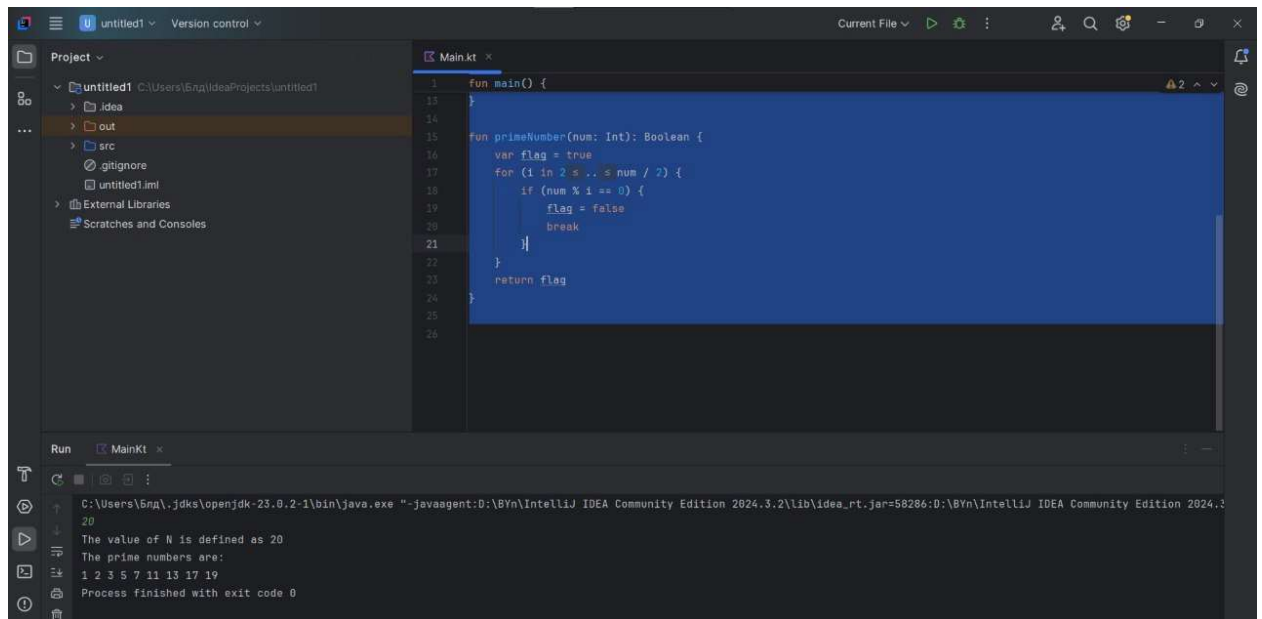 U untitled1 Version control Current File
Project
Main.kt
untitled1 C:\Users\Блд\IdeaProjects\untitled1
.idea
out
src
.gitignore
untitled1.iml
External Libraries
Scratches and Consoles
1 fun main() {
2
13 }
14
15 fun primeNumber(num: Int): Boolean {
16 var flag = true
17 for (i in 2 ≤ .. ≤ num / 2) {
18 if (num % i == 0) {
19 flag = false
20 break
21 }
22 }
23 return flag
24 }
25
26
Run MainKt
C:\Users\Блд\.jdks\openjdk-23.0.2-1\bin\java.exe "-javaagent:D:\BYn\IntelliJ IDEA Community Edition 2024.3.2\lib\idea_rt.jar=58286:D:\BYn\IntelliJ IDEA Community Edition 2024.3
20
The value of N is defined as 20
The prime numbers are:
1 2 3 5 7 11 13 17 19
Process finished with exit code 0